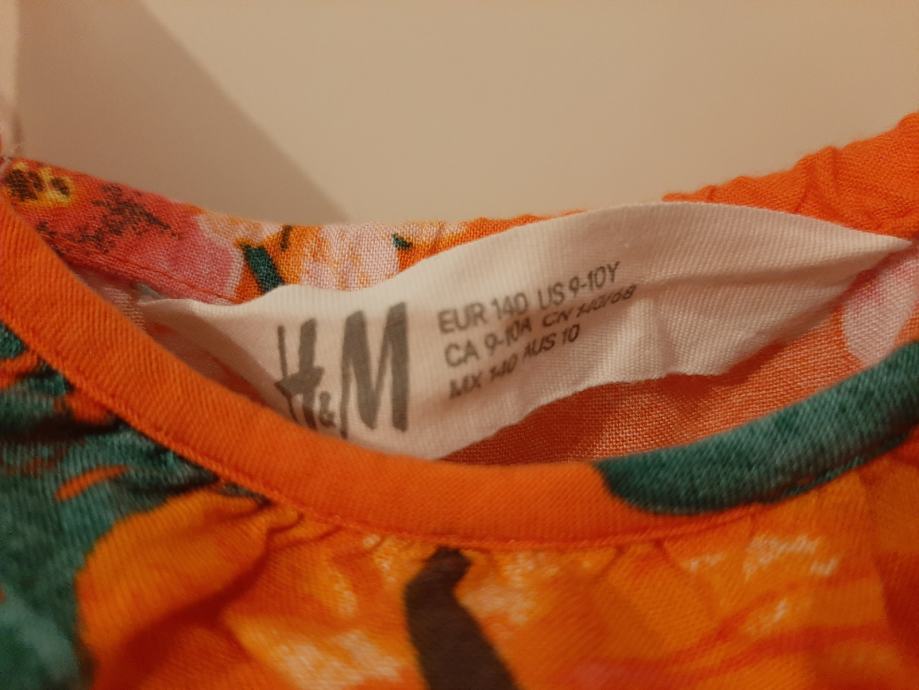 H&M
EUR 140 US 9-10Y
CA 9-10A CN 140/68
MX 140 AUS 10